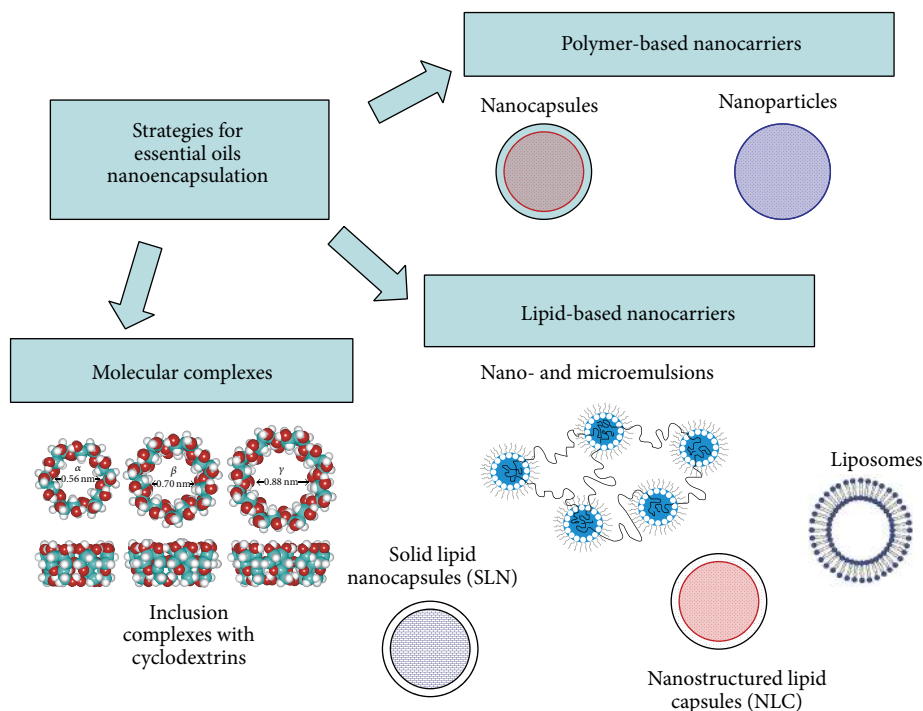 Polymer-based nanocarriers
Nanocapsules
Nanoparticles
Strategies for
essential oils
nanoencapsulation
Lipid-based nanocarriers
Molecular complexes
Nano- and microemulsions
α
0.56 nm
β
0.70 nm
γ
0.88 nm
Liposomes
Solid lipid
nanocapsules (SLN)
Inclusion
complexes with
cyclodextrins
Nanostructured lipid
capsules (NLC)